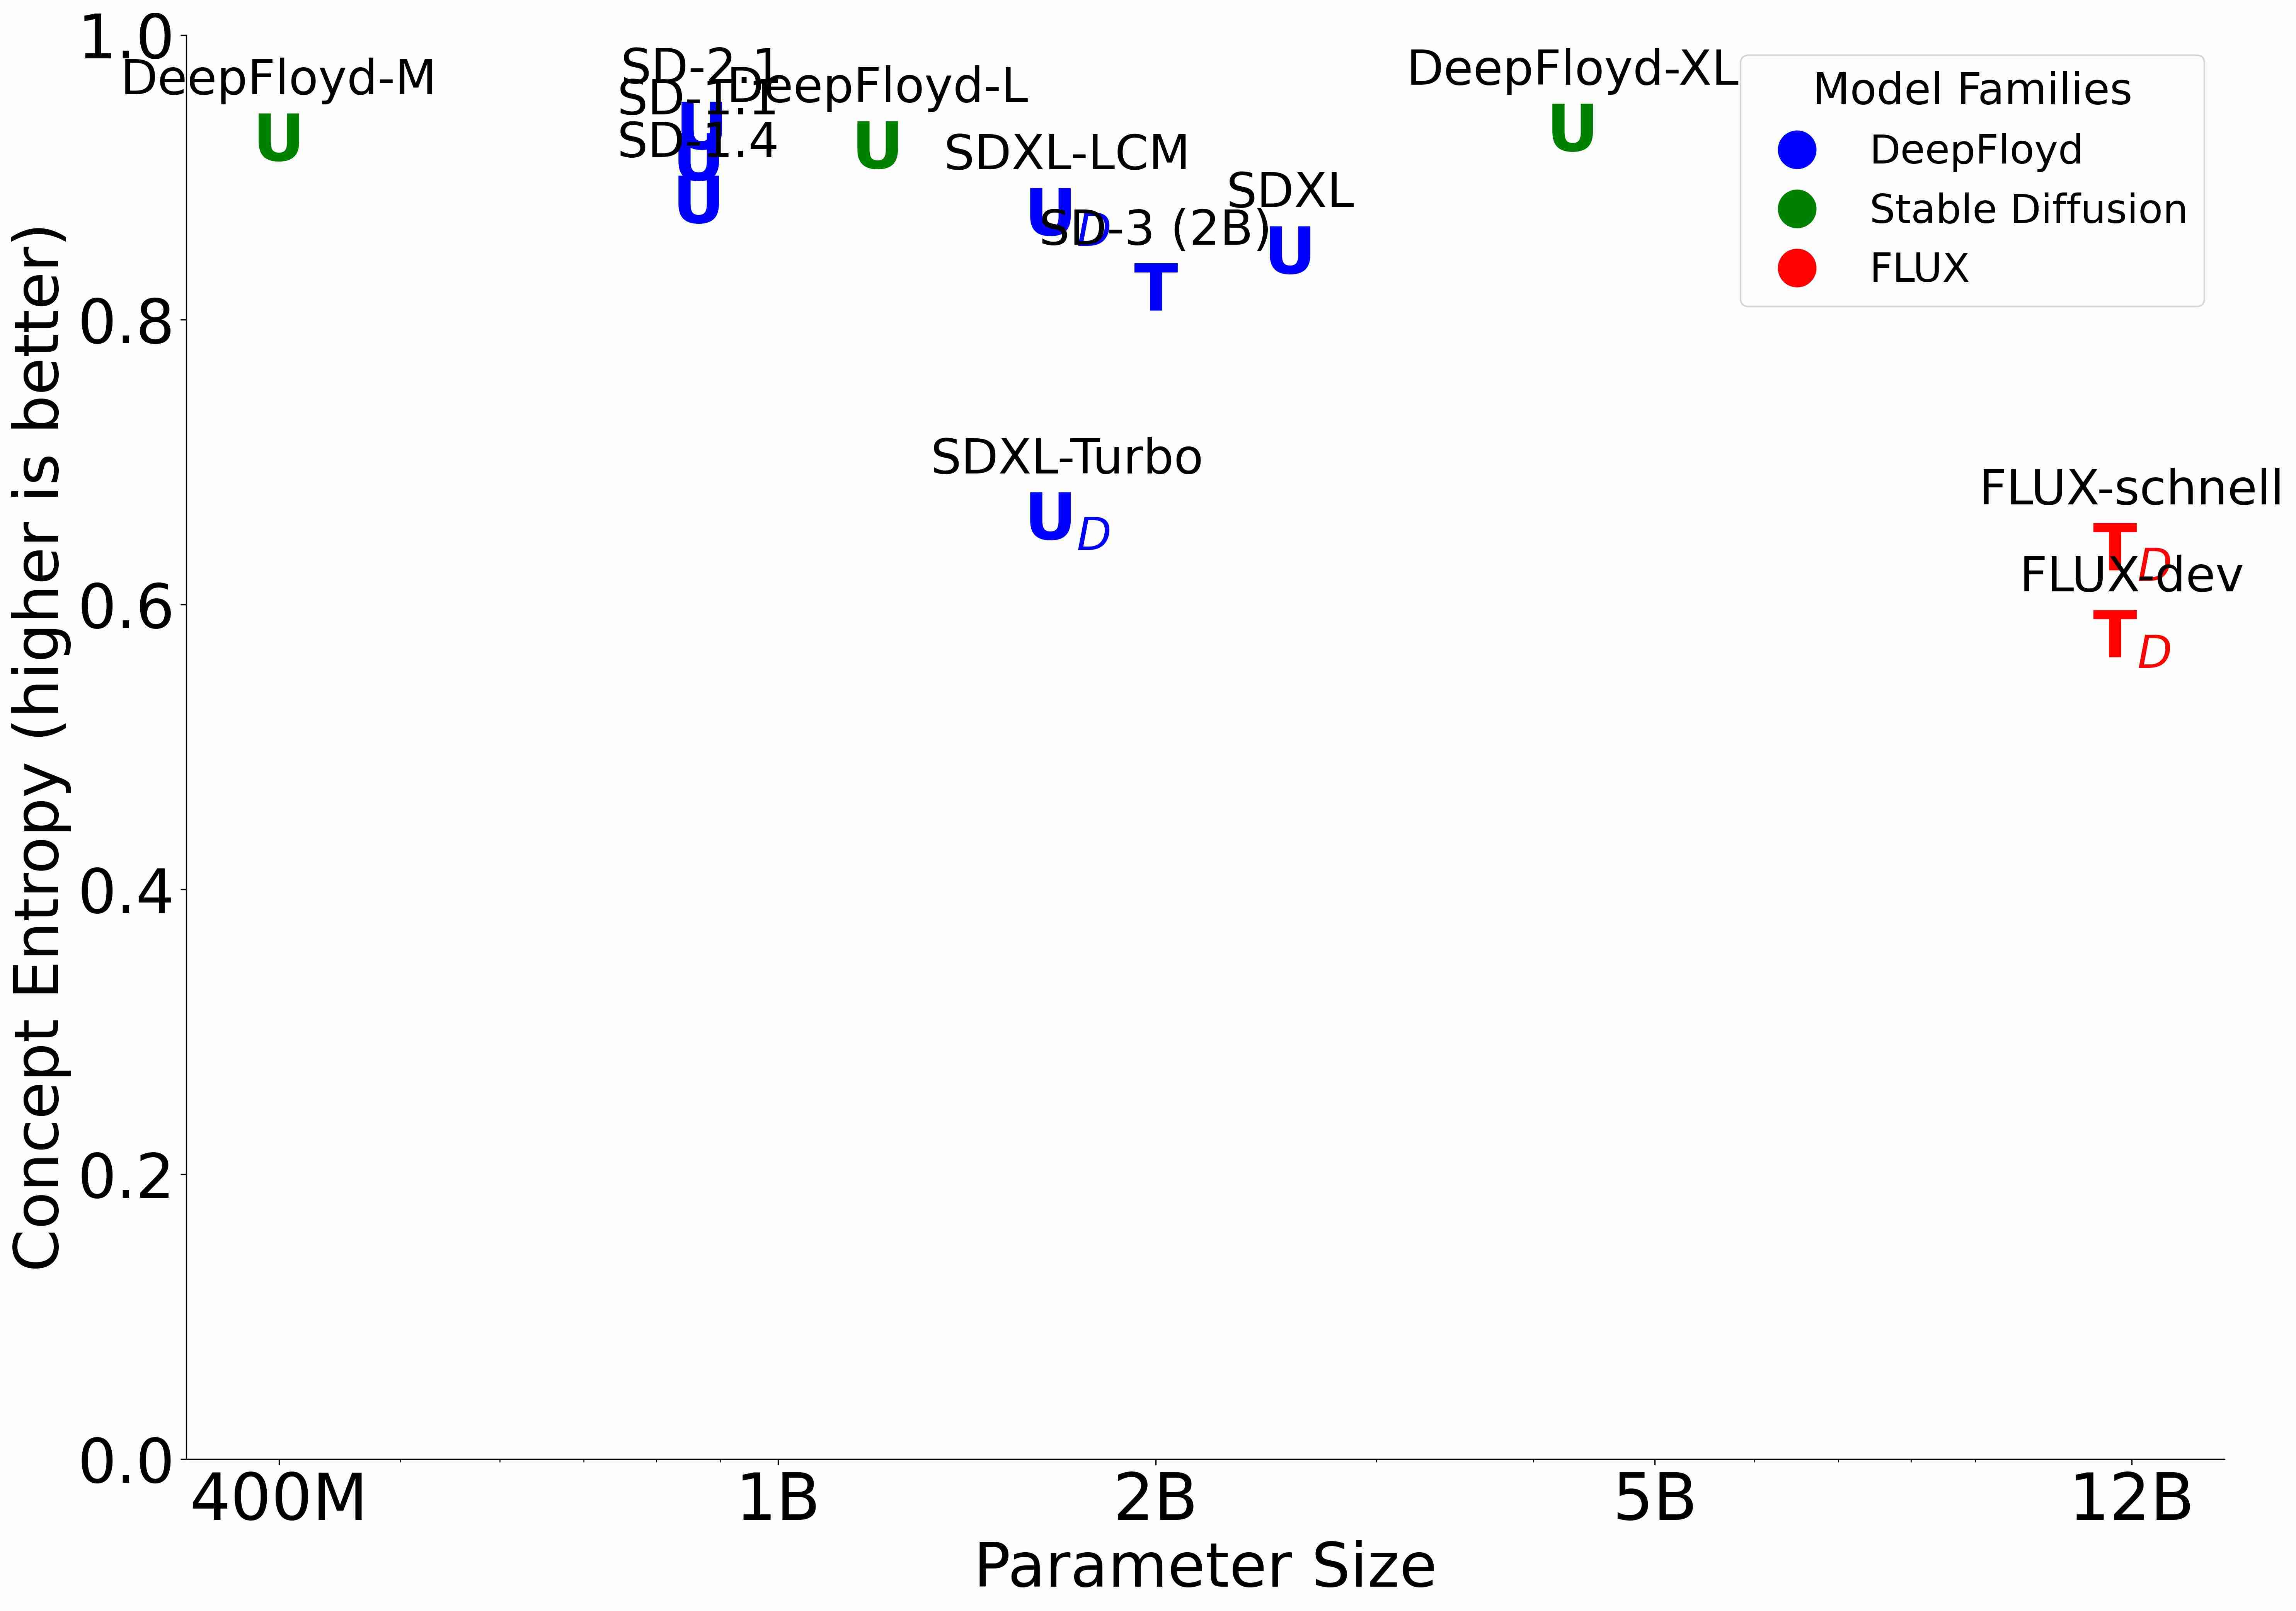 1.0
0.8
0.6
0.4
0.2
0.0
Concept Entropy (higher is better)
DeepFloyd-M
U
SD-2.1
U
SD-1.1
U
SD-1.4
U
DeepFloyd-L
U
SDXL-LCM
U D
SD-3 (2B)
T
SDXL
U
DeepFloyd-XL
U
SDXL-Turbo
U D
FLUX-schnell
T D
FLUX-dev
T D
Model Families
DeepFloyd
Stable Diffusion
FLUX
400M 1B 2B 5B 12B
Parameter Size